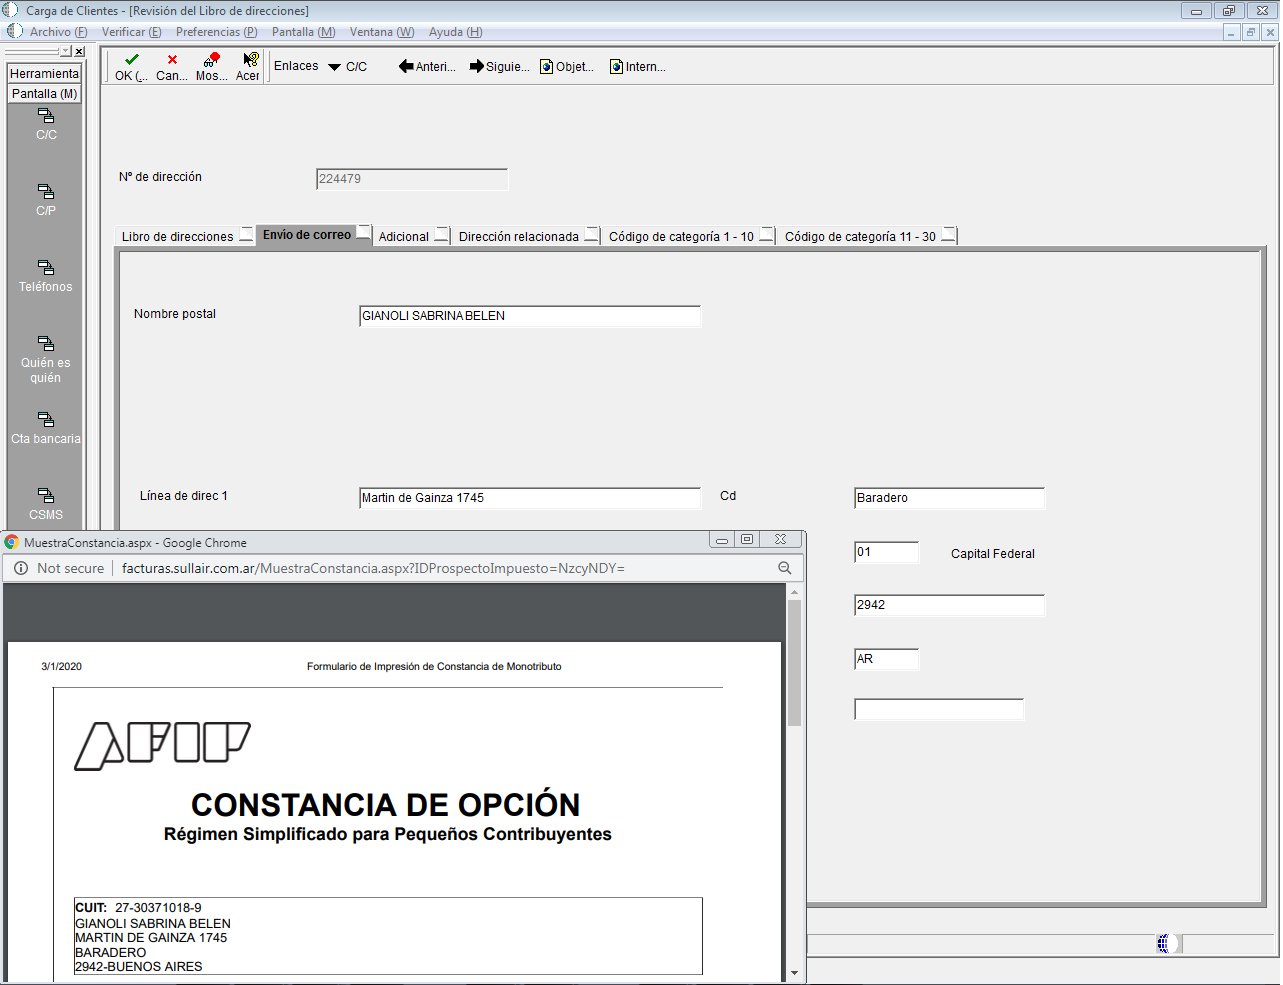 Carga de Clientes - [Revisión del Libro de direcciones]
Archivo (F) Verificar (E) Preferencias (P) Pantalla (M) Ventana (W) Ayuda (H)
Herramienta
Pantalla (M)
OK (... Can... Mos... Acer Enlaces C/C Anteri... Siguie... Objet... Intern...
C/C
C/P
Teléfonos
Quién es
quién
Cta bancaria
CSMS
Nº de dirección 224479
Libro de direcciones Envío de correo Adicional Dirección relacionada Código de categoría 1 - 10 Código de categoría 11 - 30
Nombre postal GIANOLI SABRINA BELEN
Línea de direc 1 Martin de Gainza 1745 Cd Baradero
01 Capital Federal
2942
AR
MuestraConstancia.aspx - Google Chrome
Not secure facturas.sullair.com.ar/MuestraConstancia.aspx?IDProspectoImpuesto=NzcyNDY=
3/1/2020 Formulario de Impresión de Constancia de Monotributo
AFIP
CONSTANCIA DE OPCIÓN
Régimen Simplificado para Pequeños Contribuyentes
CUIT: 27-30371018-9
GIANOLI SABRINA BELEN
MARTIN DE GAINZA 1745
BARADERO
2942-BUENOS AIRES